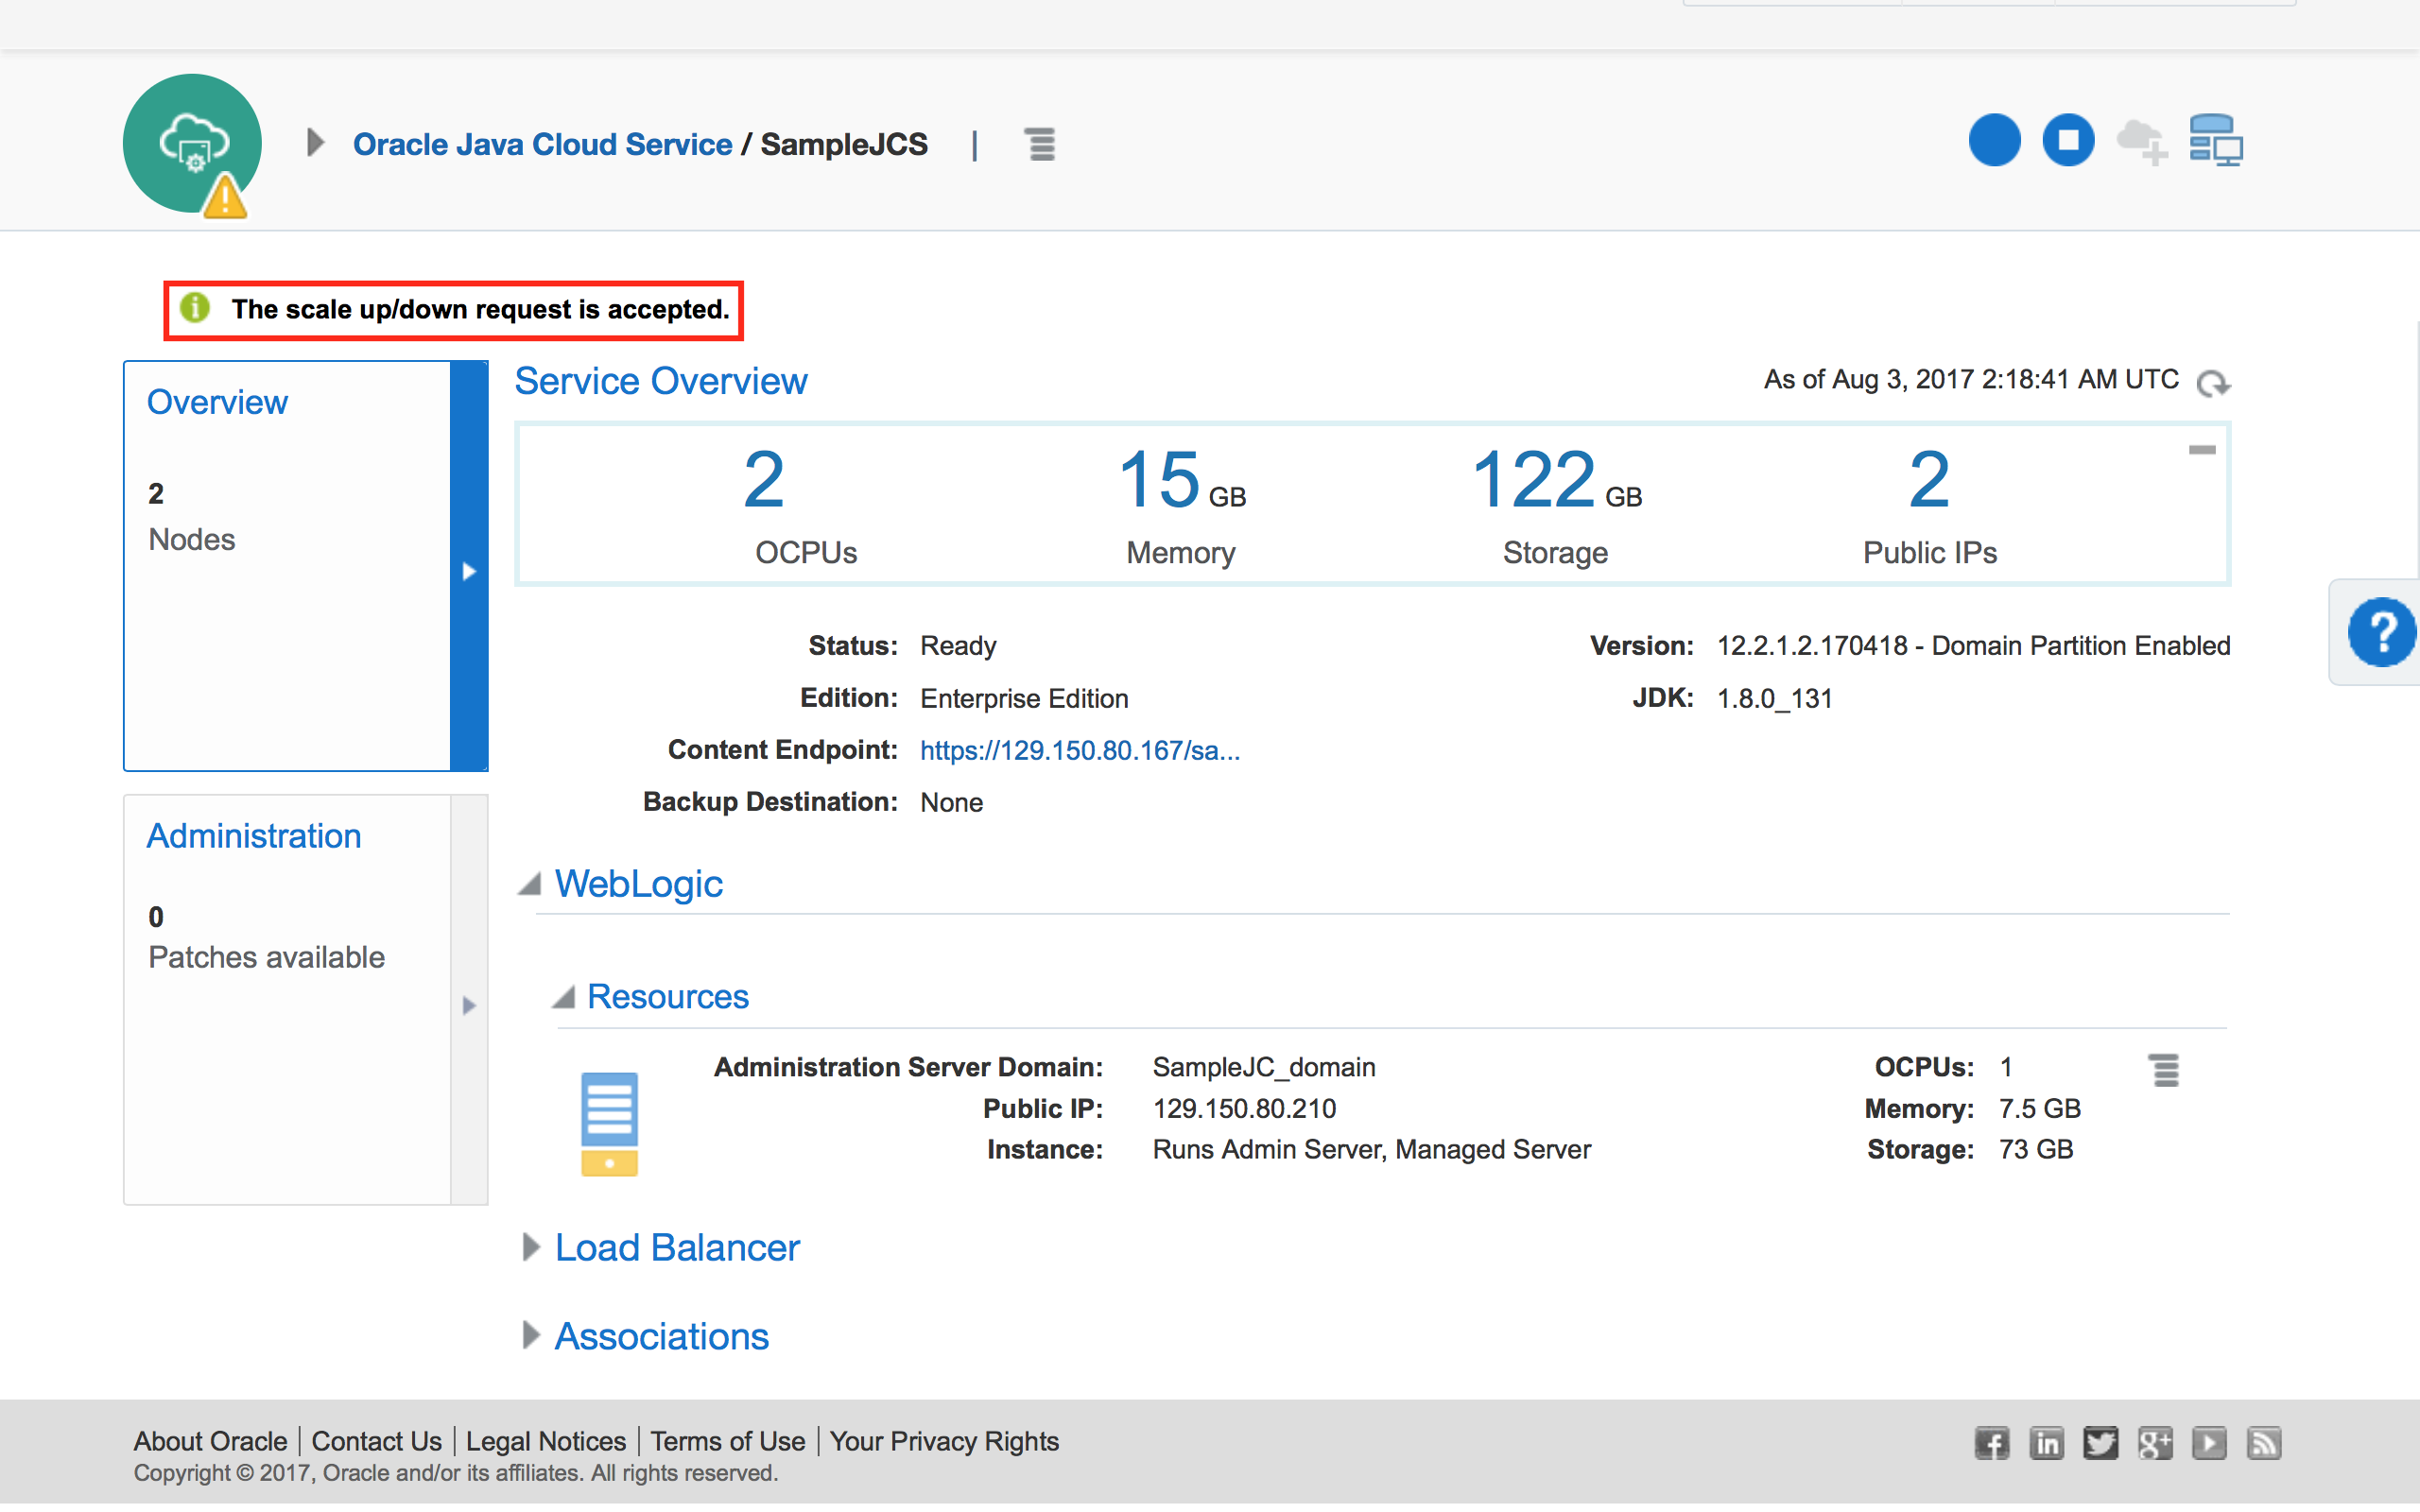 Oracle Java Cloud Service / SampleJCS |
The scale up/down request is accepted.
Overview
2
Nodes
Service Overview
As of Aug 3, 2017 2:18:41 AM UTC
2 15 GB 122 GB 2
OCPUs Memory Storage Public IPs
Status: Ready
Version: 12.2.1.2.170418 - Domain Partition Enabled
Edition: Enterprise Edition
JDK: 1.8.0_131
Content Endpoint: https://129.150.80.167/sa...
Backup Destination: None
Administration
0
Patches available
WebLogic
Resources
Administration Server Domain: SampleJC_domain
OCPUs: 1
Public IP: 129.150.80.210
Memory: 7.5 GB
Instance: Runs Admin Server, Managed Server
Storage: 73 GB
Load Balancer
Associations
?
About Oracle | Contact Us | Legal Notices | Terms of Use | Your Privacy Rights
Copyright © 2017, Oracle and/or its affiliates. All rights reserved.